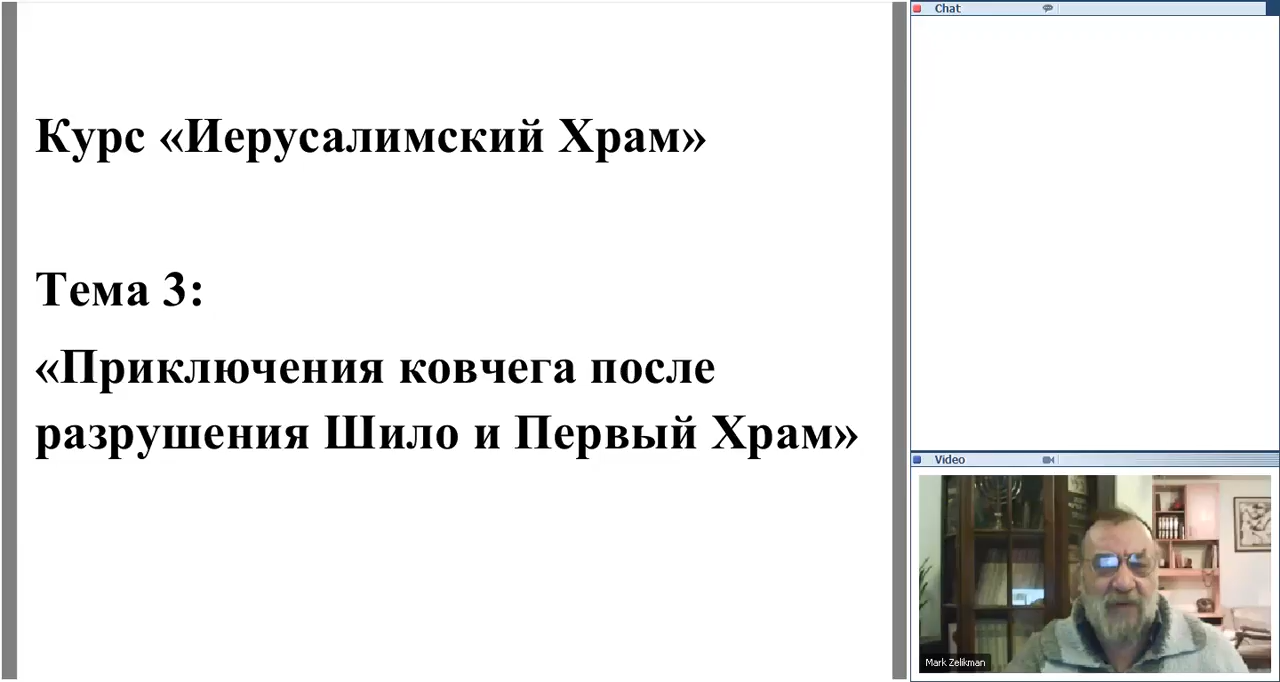 Курс «Иерусалимский Храм»
Тема 3:
«Приключения ковчега после
разрушения Шило и Первый Храм»
Chat
Video
Mark Zelikman